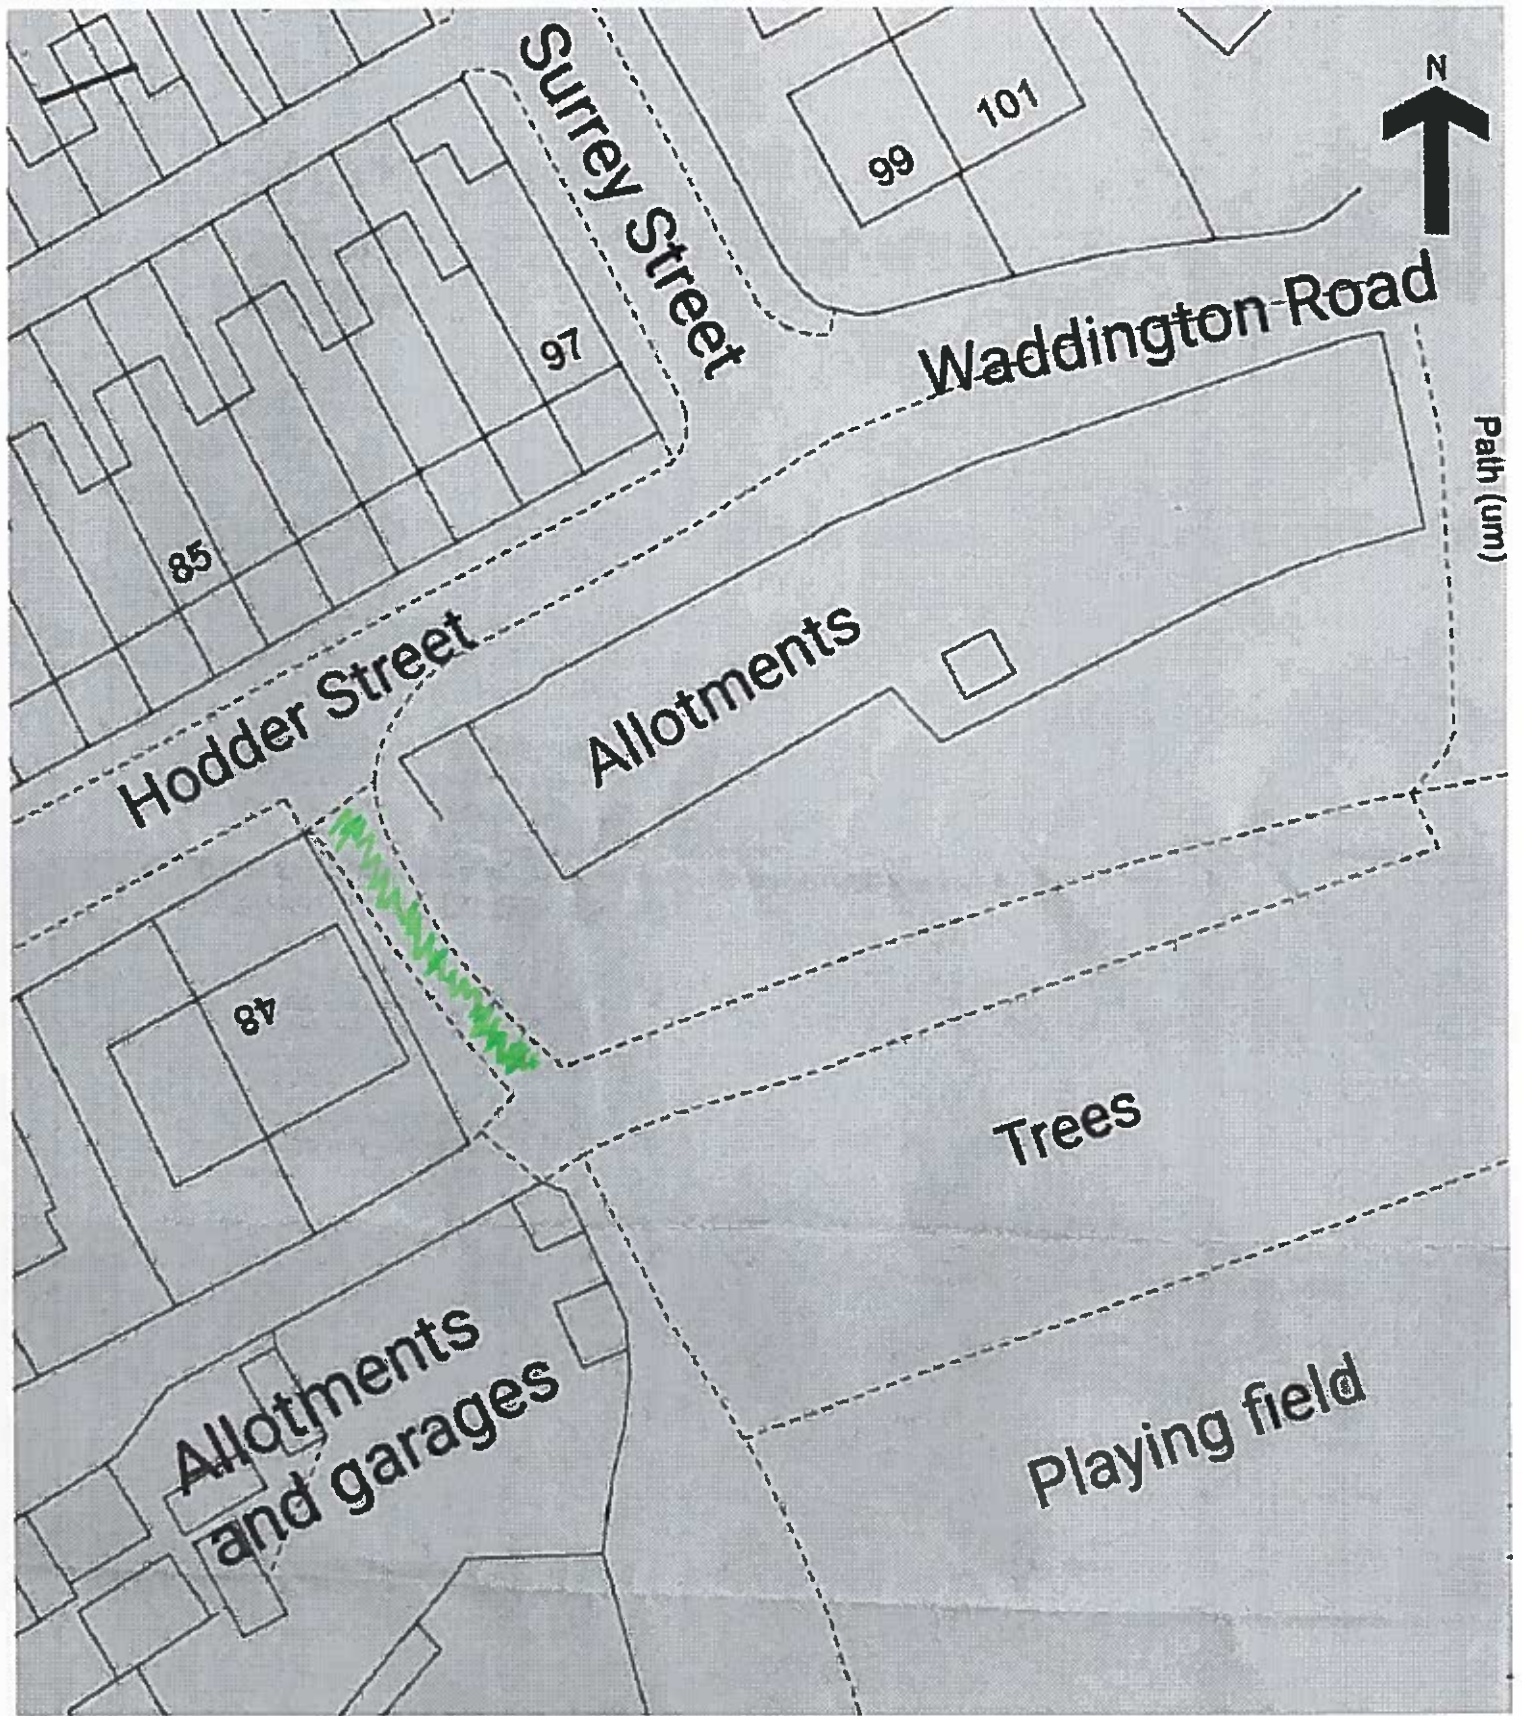 Surrey Street
N
101
99
Waddington Road
97
Path (um)
85
Allotments
Hodder Street
48
Trees
Allotments
and garages
Playing field